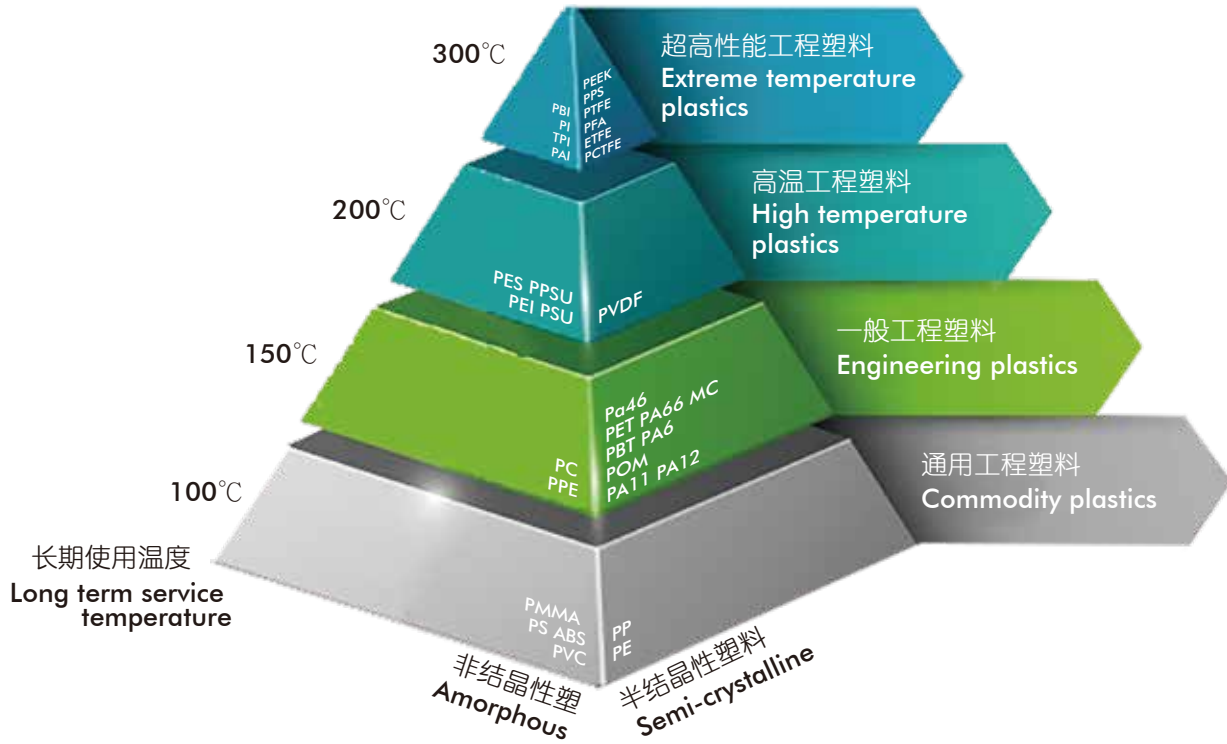 300℃
超高性能工程塑料
Extreme temperature
plastics
PBI
PI
TPI
PAI
PEEK
PPS
PTFE
PFA
ETFE
PCTFE
200℃
高温工程塑料
High temperature
plastics
PES PPSU
PEI PSU
PVDF
150℃
一般工程塑料
Engineering plastics
PC
PPE
Pa46
PET PA66 MC
PBT PA6
POM
PA11 PA12
100℃
通用工程塑料
Commodity plastics
长期使用温度
Long term service
temperature
PMMA
PS ABS
PVC
PP
PE
非结晶性塑
Amorphous
半结晶性塑料
Semi-crystalline